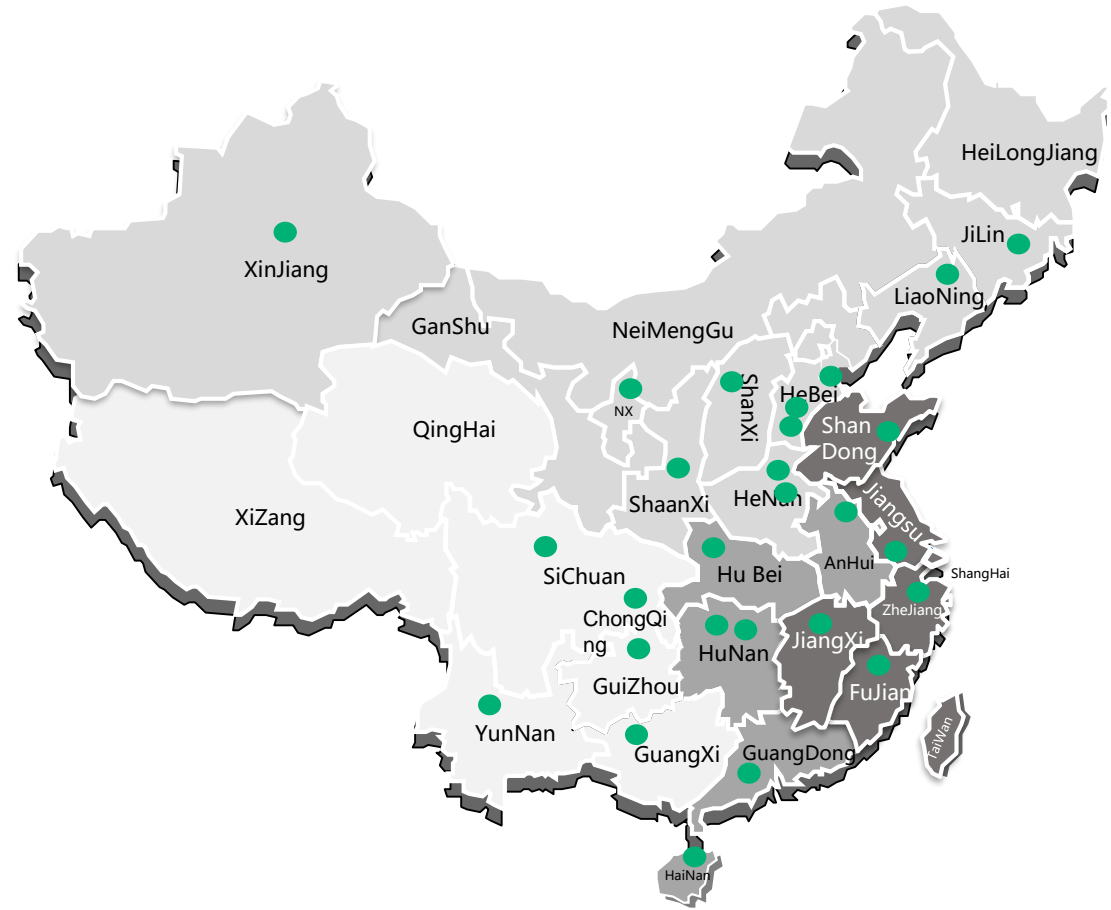 HeiLongJiang
JiLin
XinJiang
LiaoNing
GanShu
NeiMengGu
ShanXi
HeBei
NX
QingHai
Shan
Dong
Jiangsu
HeNan
ShaanXi
XiZang
AnHui
Hu Bei
SiChuan
ShangHai
ZheJiang
ChongQi
ng
JiangXi
HuNan
GuiZhou
FuJian
YunNan
GuangXi
GuangDong
TaiWan
HaiNan